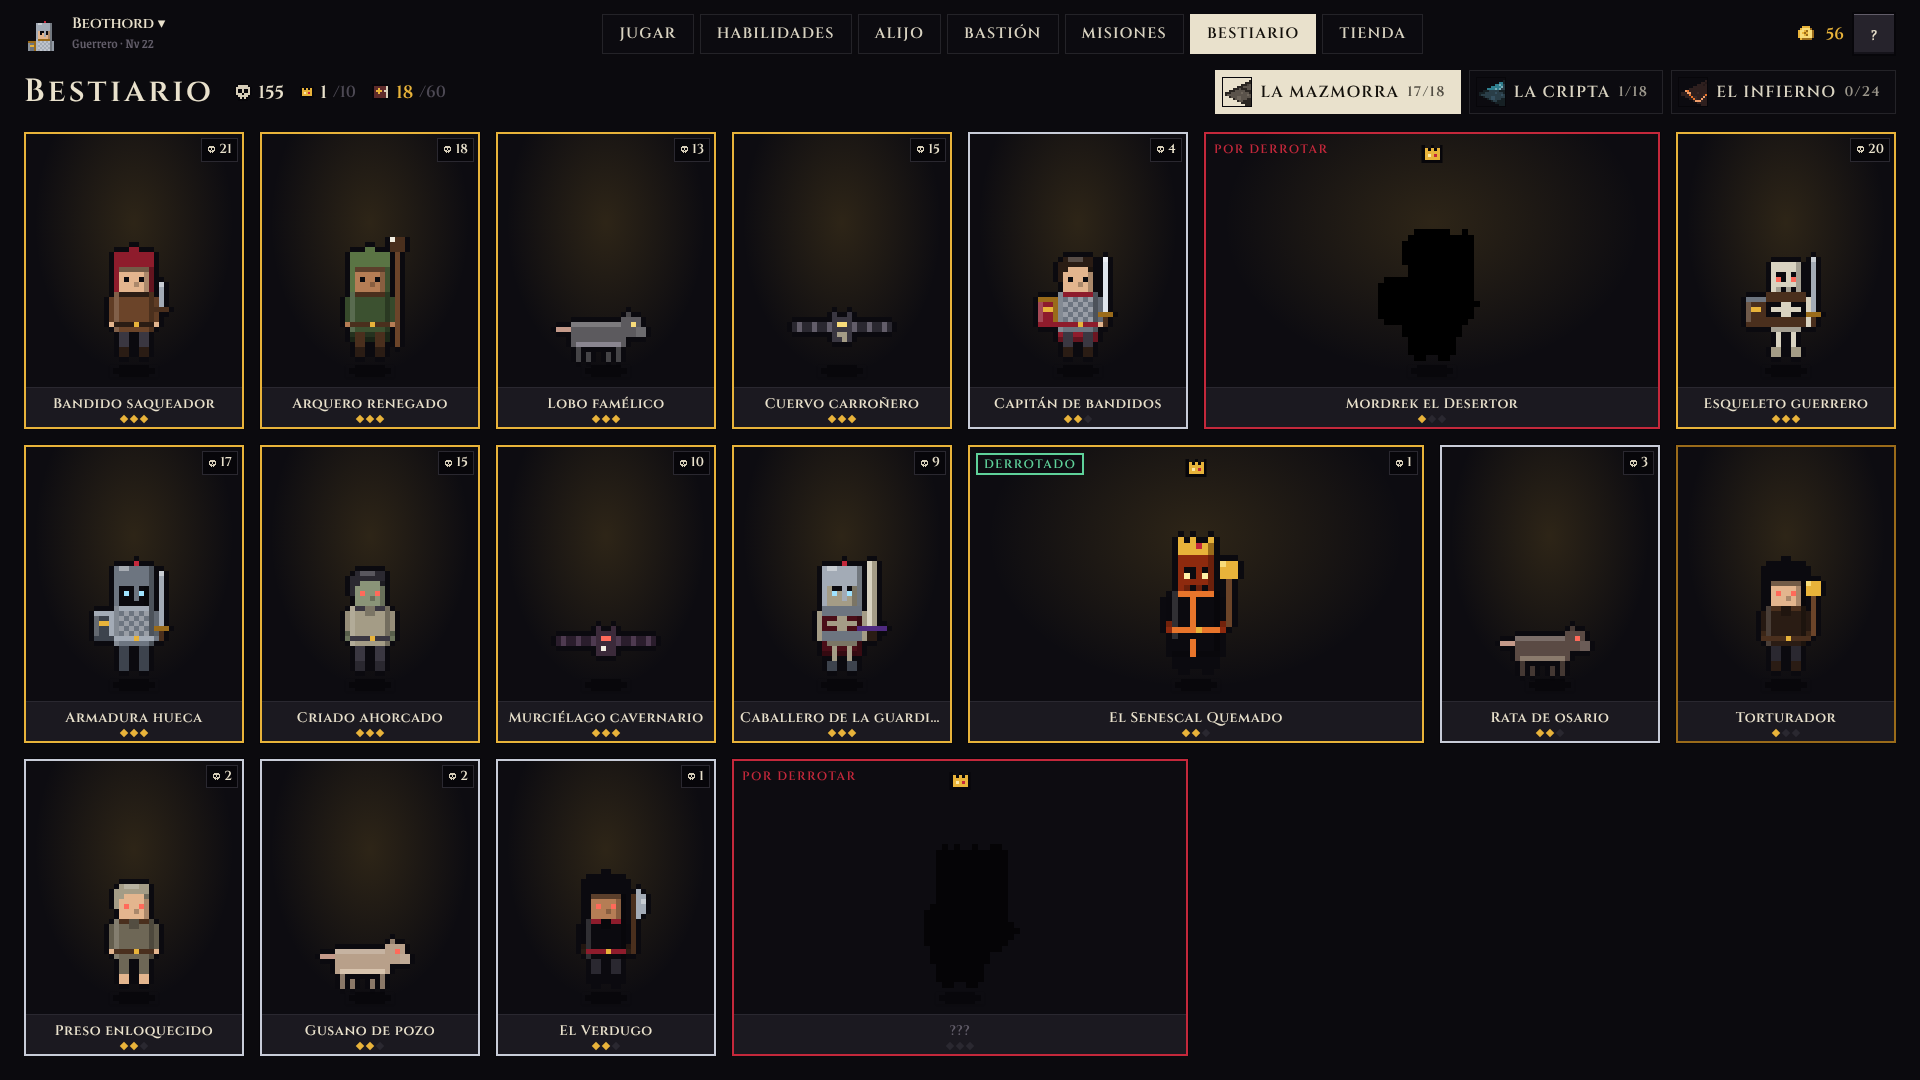 Beothord ▾
Guerrero · Nv 22
JUGAR
HABILIDADES
ALIJO
BASTIÓN
MISIONES
BESTIARIO
TIENDA
56
?
Bestiario
155
1 /10
18 /60
LA MAZMORRA 17/18
LA CRIPTA 1/18
EL INFIERNO 0/24
21
Bandido saqueador
18
Arquero renegado
13
Lobo famélico
15
Cuervo carroñero
4
Capitán de bandidos
POR DERROTAR
Mordrek el Desertor
20
Esqueleto guerrero
17
Armadura hueca
15
Criado ahorcado
10
Murciélago cavernario
9
Caballero de la guardi...
DERROTADO
1
El Senescal Quemado
3
Rata de osario
Torturador
2
Preso enloquecido
2
Gusano de pozo
1
El Verdugo
POR DERROTAR
???